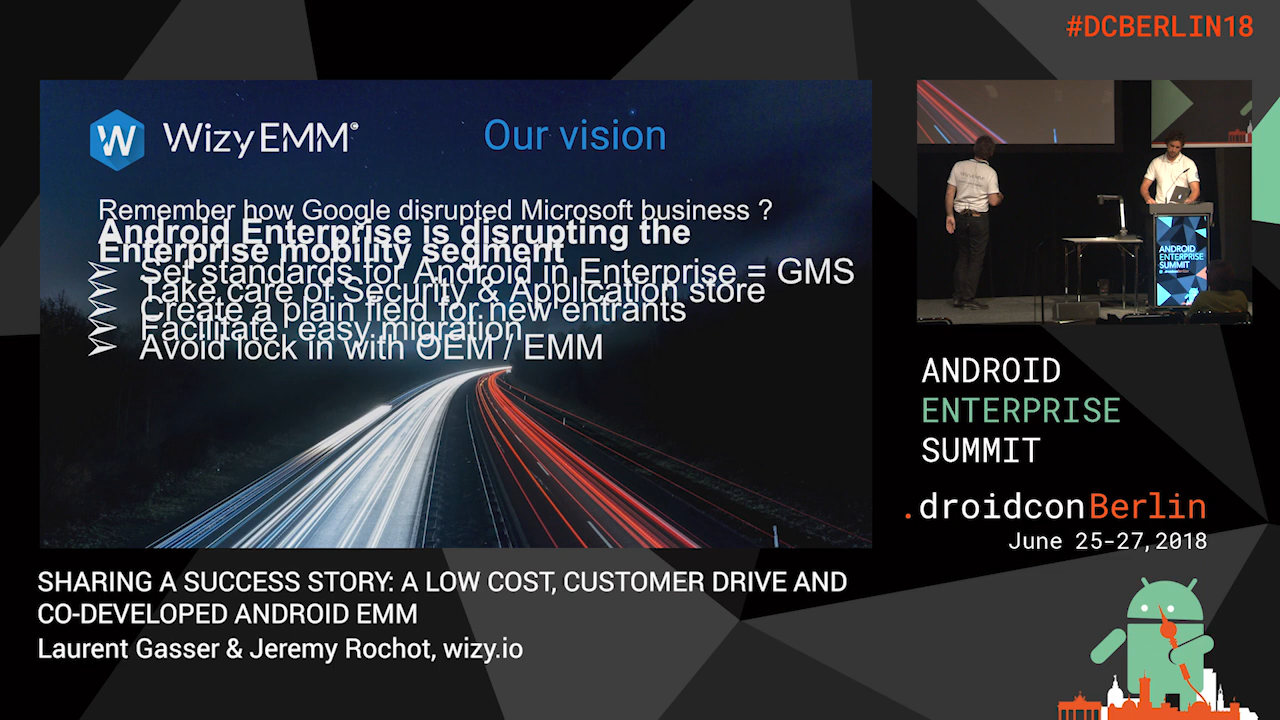 #DCBERLIN18
W WizyEMM®
Our vision
Remember how Google disrupted Microsoft business ?
Android Enterprise is disrupting the
Enterprise mobility segment
Set standards for Android in Enterprise = GMS
Take care of Security & Application store
Create a plain field for new entrants
Facilitate easy migration
Avoid lock in with OEM / EMM
ANDROID
ENTERPRISE
SUMMIT
ANDROID
ENTERPRISE
SUMMIT
.droidconBerlin
June 25-27, 2018
SHARING A SUCCESS STORY: A LOW COST, CUSTOMER DRIVE AND
CO-DEVELOPED ANDROID EMM
Laurent Gasser & Jeremy Rochot, wizy.io